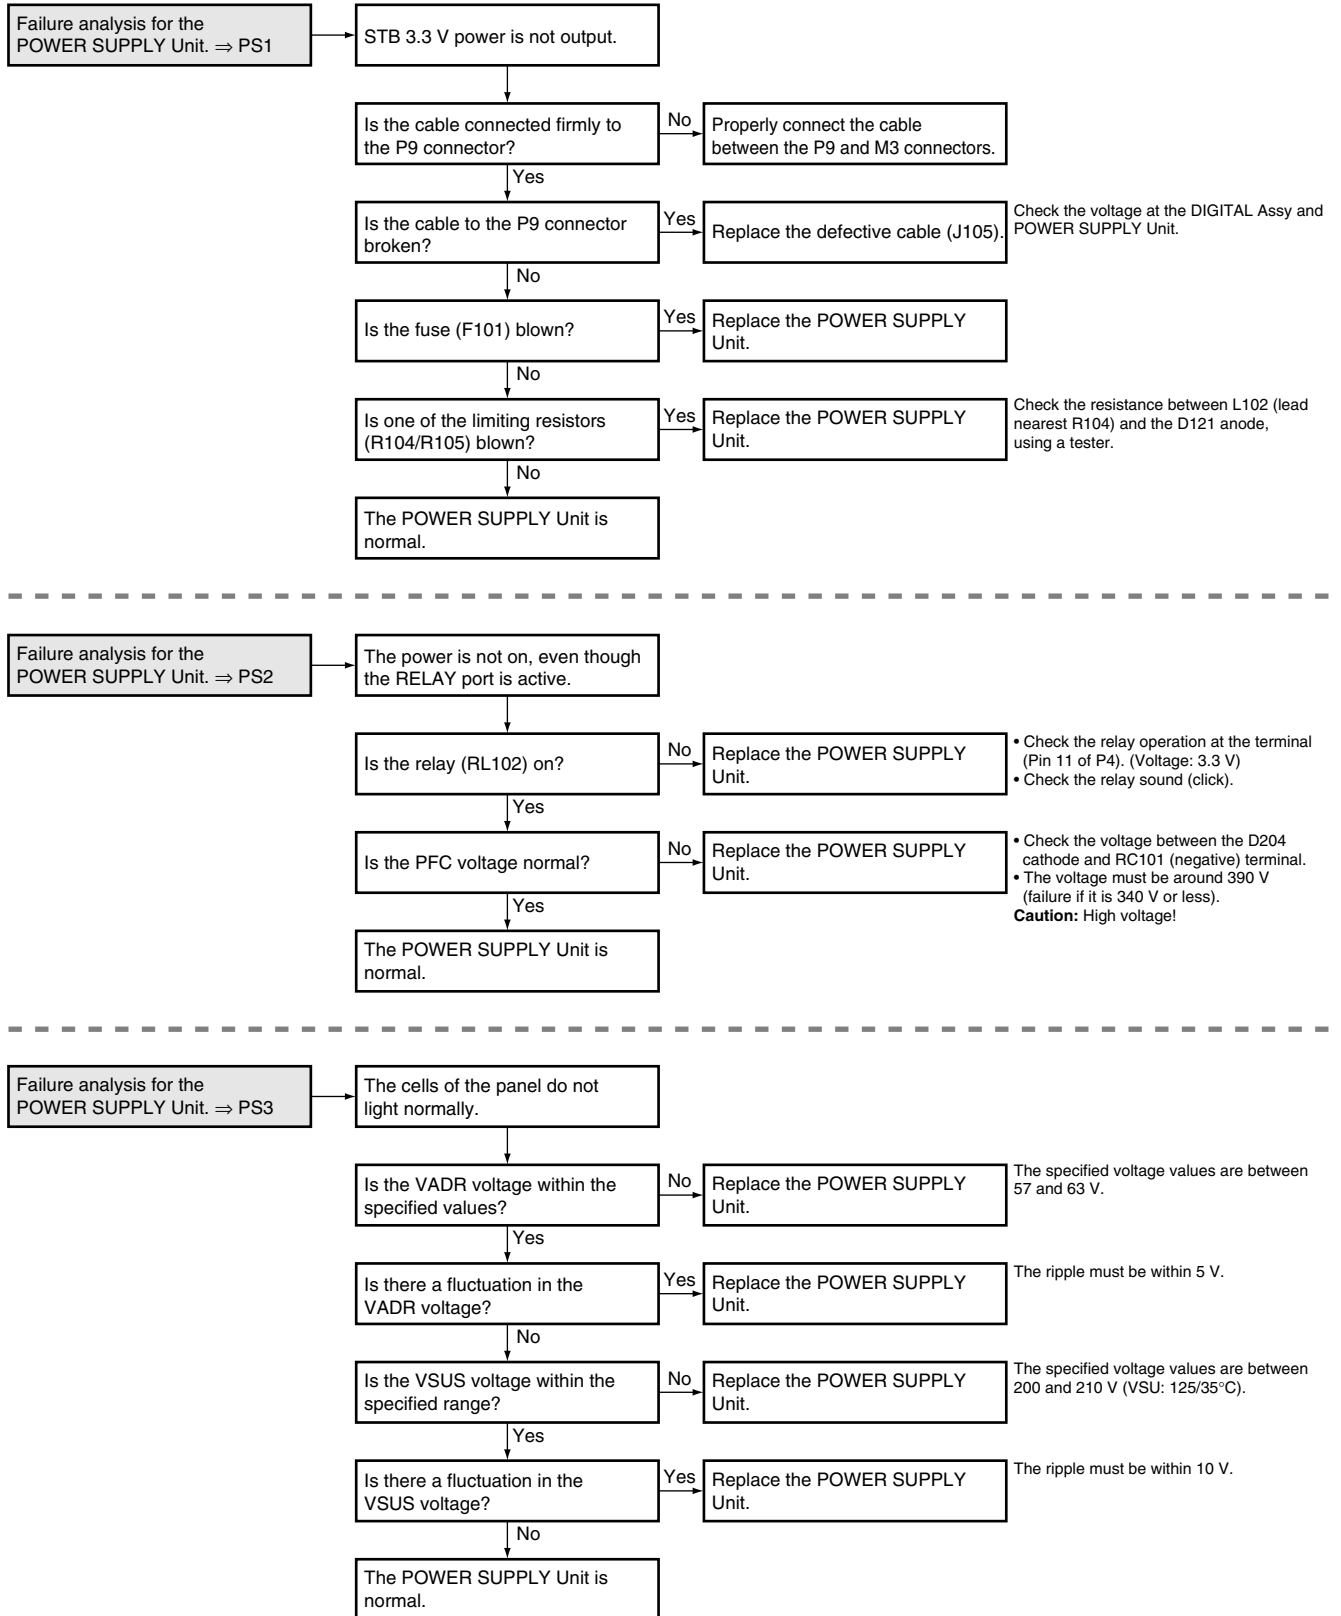 Failure analysis for the
POWER SUPPLY Unit. ⇒ PS1
STB 3.3 V power is not output.
Is the cable connected firmly to
the P9 connector?
No
Properly connect the cable
between the P9 and M3 connectors.
Yes
Is the cable to the P9 connector
broken?
Yes
Replace the defective cable (J105).
Check the voltage at the DIGITAL Assy and
POWER SUPPLY Unit.
No
Is the fuse (F101) blown?
Yes
Replace the POWER SUPPLY
Unit.
No
Is one of the limiting resistors
(R104/R105) blown?
Yes
Replace the POWER SUPPLY
Unit.
Check the resistance between L102 (lead
nearest R104) and the D121 anode,
using a tester.
No
The POWER SUPPLY Unit is
normal.
Failure analysis for the
POWER SUPPLY Unit. ⇒ PS2
The power is not on, even though
the RELAY port is active.
Is the relay (RL102) on?
No
Replace the POWER SUPPLY
Unit.
• Check the relay operation at the terminal
(Pin 11 of P4). (Voltage: 3.3 V)
• Check the relay sound (click).
Yes
Is the PFC voltage normal?
No
Replace the POWER SUPPLY
Unit.
• Check the voltage between the D204
cathode and RC101 (negative) terminal.
• The voltage must be around 390 V
(failure if it is 340 V or less).
Caution: High voltage!
Yes
The POWER SUPPLY Unit is
normal.
Failure analysis for the
POWER SUPPLY Unit. ⇒ PS3
The cells of the panel do not
light normally.
Is the VADR voltage within the
specified values?
No
Replace the POWER SUPPLY
Unit.
The specified voltage values are between
57 and 63 V.
Yes
Is there a fluctuation in the
VADR voltage?
Yes
Replace the POWER SUPPLY
Unit.
The ripple must be within 5 V.
No
Is the VSUS voltage within the
specified range?
No
Replace the POWER SUPPLY
Unit.
The specified voltage values are between
200 and 210 V (VSU: 125/35°C).
Yes
Is there a fluctuation in the
VSUS voltage?
Yes
Replace the POWER SUPPLY
Unit.
The ripple must be within 10 V.
No
The POWER SUPPLY Unit is
normal.